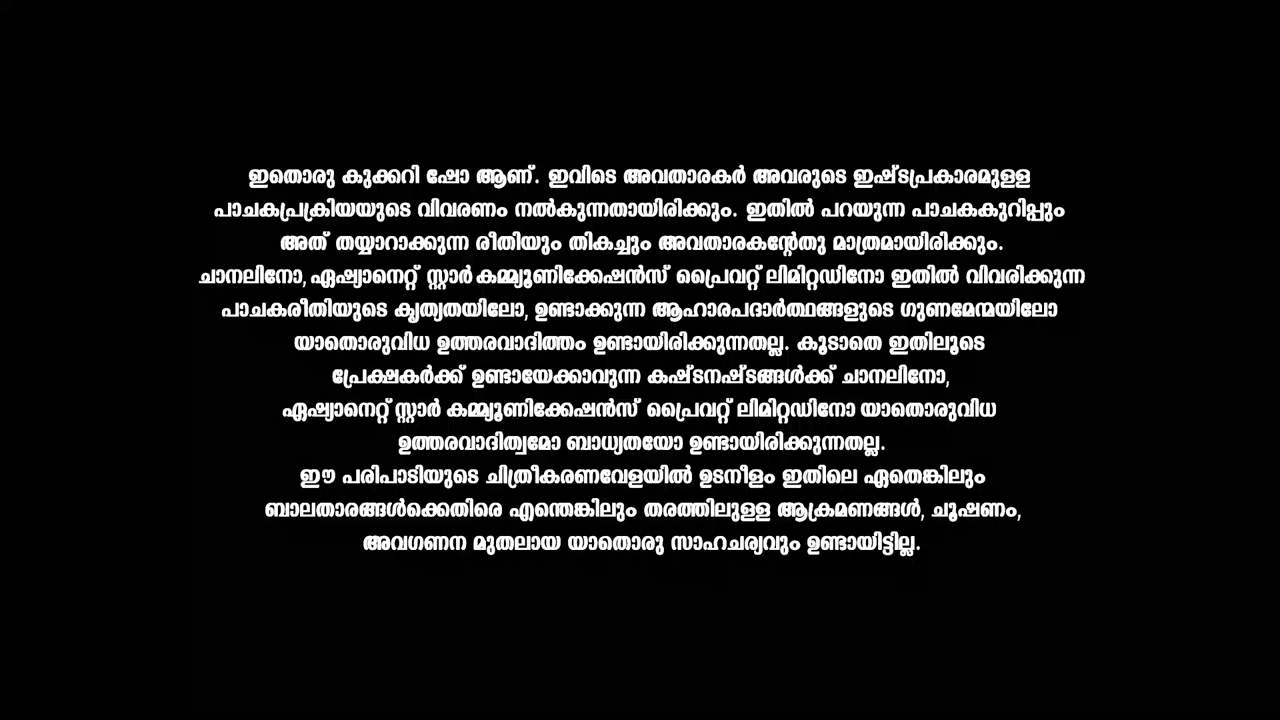 ഇതൊരു കുക്കറി ഷോ ആണ്. ഇവിടെ അവതാരകർ അവരുടെ ഇഷ്ടപ്രകാരമുള്ള
പാചകപ്രക്രിയയുടെ വിവരണം നൽകുന്നതായിരിക്കും. ഇതിൽ പറയുന്ന പാചകകുറിപ്പും
അത് തയ്യാറാക്കുന്ന രീതിയും തികച്ചും അവതാരകന്റേതു മാത്രമായിരിക്കും.
ചാനലിനോ, ഏഷ്യാനെറ്റ് സ്റ്റാർ കമ്മ്യൂണിക്കേഷൻസ് പ്രൈവറ്റ് ലിമിറ്റഡിനോ ഇതിൽ വിവരിക്കുന്ന
പാചകരീതിയുടെ കൃത്യതയിലോ, ഉണ്ടാക്കുന്ന ആഹാരപദാർത്ഥങ്ങളുടെ ഗുണമേന്മയിലോ
യാതൊരുവിധ ഉത്തരവാദിത്തം ഉണ്ടായിരിക്കുന്നതല്ല. കൂടാതെ ഇതിലൂടെ
പ്രേക്ഷകർക്ക് ഉണ്ടായേക്കാവുന്ന കഷ്ടനഷ്ടങ്ങൾക്ക് ചാനലിനോ,
ഏഷ്യാനെറ്റ് സ്റ്റാർ കമ്മ്യൂണിക്കേഷൻസ് പ്രൈവറ്റ് ലിമിറ്റഡിനോ യാതൊരുവിധ
ഉത്തരവാദിത്വമോ ബാധ്യതയോ ഉണ്ടായിരിക്കുന്നതല്ല.
ഈ പരിപാടിയുടെ ചിത്രീകരണവേളയിൽ ഉടനീളം ഇതിലെ ഏതെങ്കിലും
ബാലതാരങ്ങൾക്കെതിരെ എന്തെങ്കിലും തരത്തിലുള്ള ആക്രമണങ്ങൾ, ചൂഷണം,
അവഗണന മുതലായ യാതൊരു സാഹചര്യവും ഉണ്ടായിട്ടില്ല.